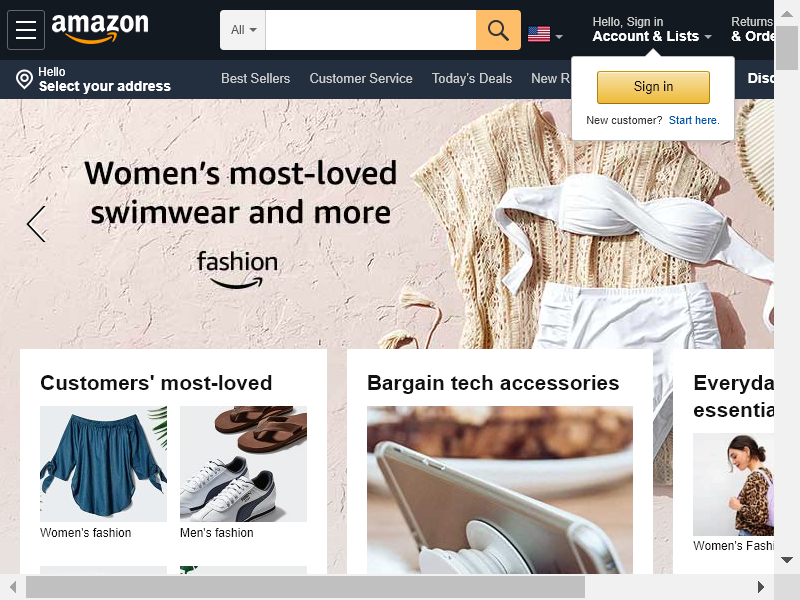 amazon
All
Hello, Sign in
Account & Lists
Returns
& Orde
Hello
Select your address
Best Sellers
Customer Service
Today's Deals
New R
Disc
Sign in
New customer? Start here.
Women's most-loved
swimwear and more
fashion
Customers' most-loved
Women's fashion
Men's fashion
Bargain tech accessories
Everyda
essentia
Women's Fashi